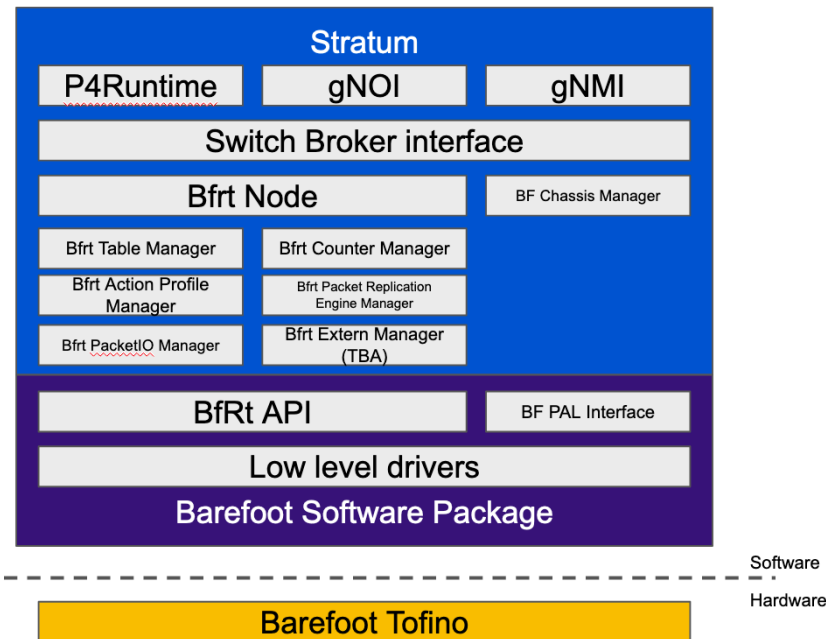 Stratum
P4Runtime
gNOI
gNMI
Switch Broker interface
Bfrt Node
BF Chassis Manager
Bfrt Table Manager
Bfrt Counter Manager
Bfrt Action Profile
Manager
Bfrt Packet Replication
Engine Manager
Bfrt PacketIO Manager
Bfrt Extern Manager
(TBA)
BfRt API
BF PAL Interface
Low level drivers
Barefoot Software Package
Software
Hardware
Barefoot Tofino